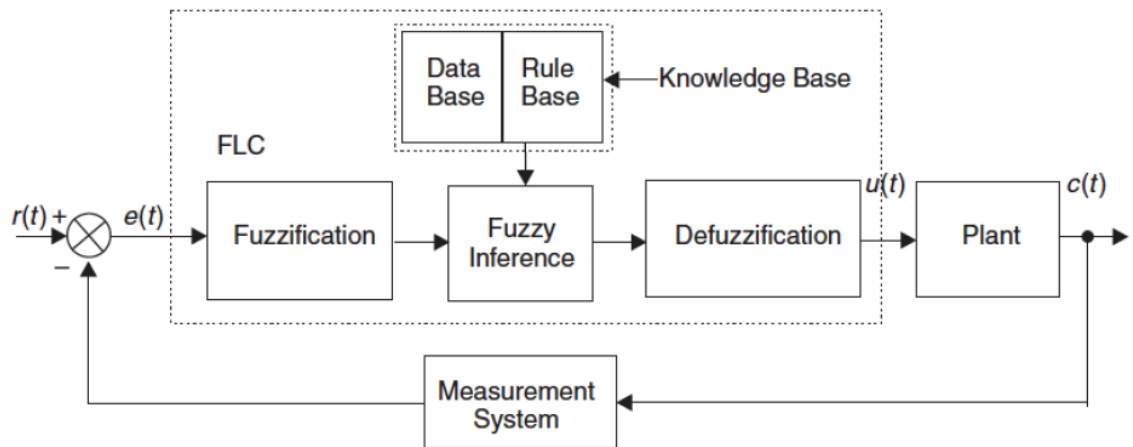 Data
Base
Rule
Base
Knowledge Base
FLC
r(t) +
−
e(t)
Fuzzification
Fuzzy
Inference
Defuzzification
u(t)
Plant
c(t)
Measurement
System